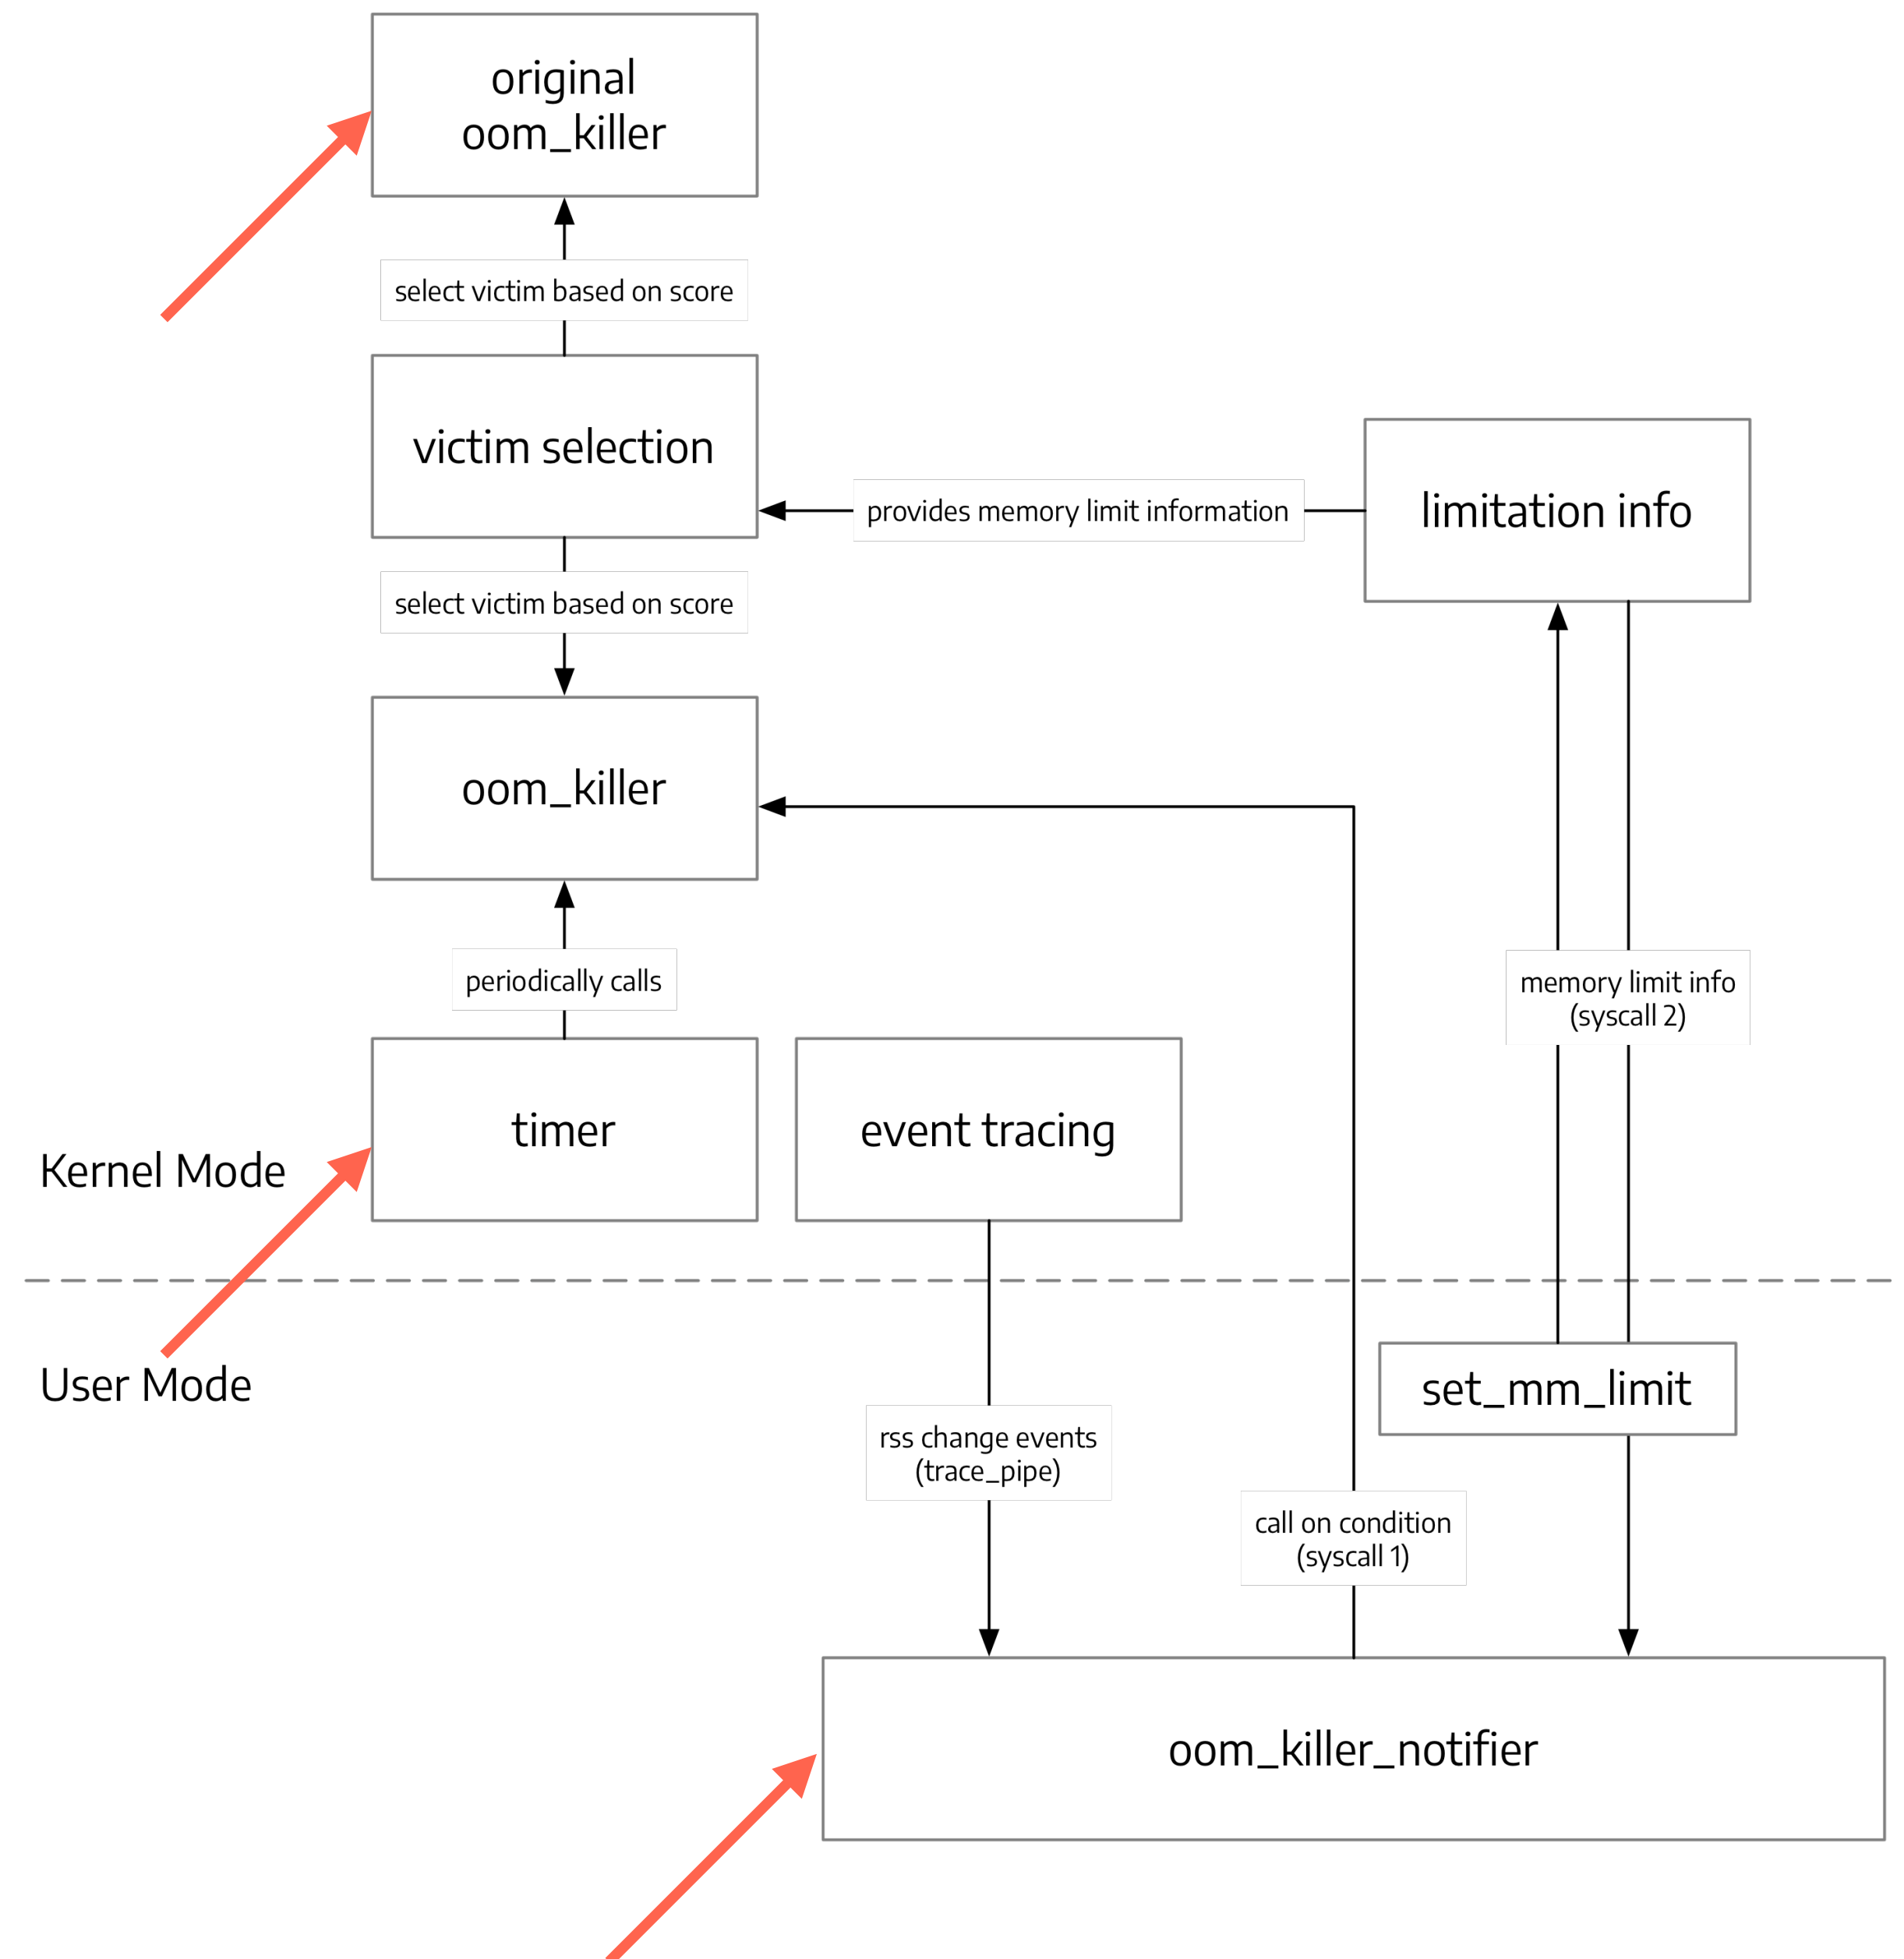 original
oom_killer
select victim based on score
victim selection
provides memory limit information
limitation info
select victim based on score
oom_killer
periodically calls
memory limit info
(syscall 2)
timer
event tracing
Kernel Mode
User Mode
set_mm_limit
rss change events
(trace_pipe)
call on condition
(syscall 1)
oom_killer_notifier